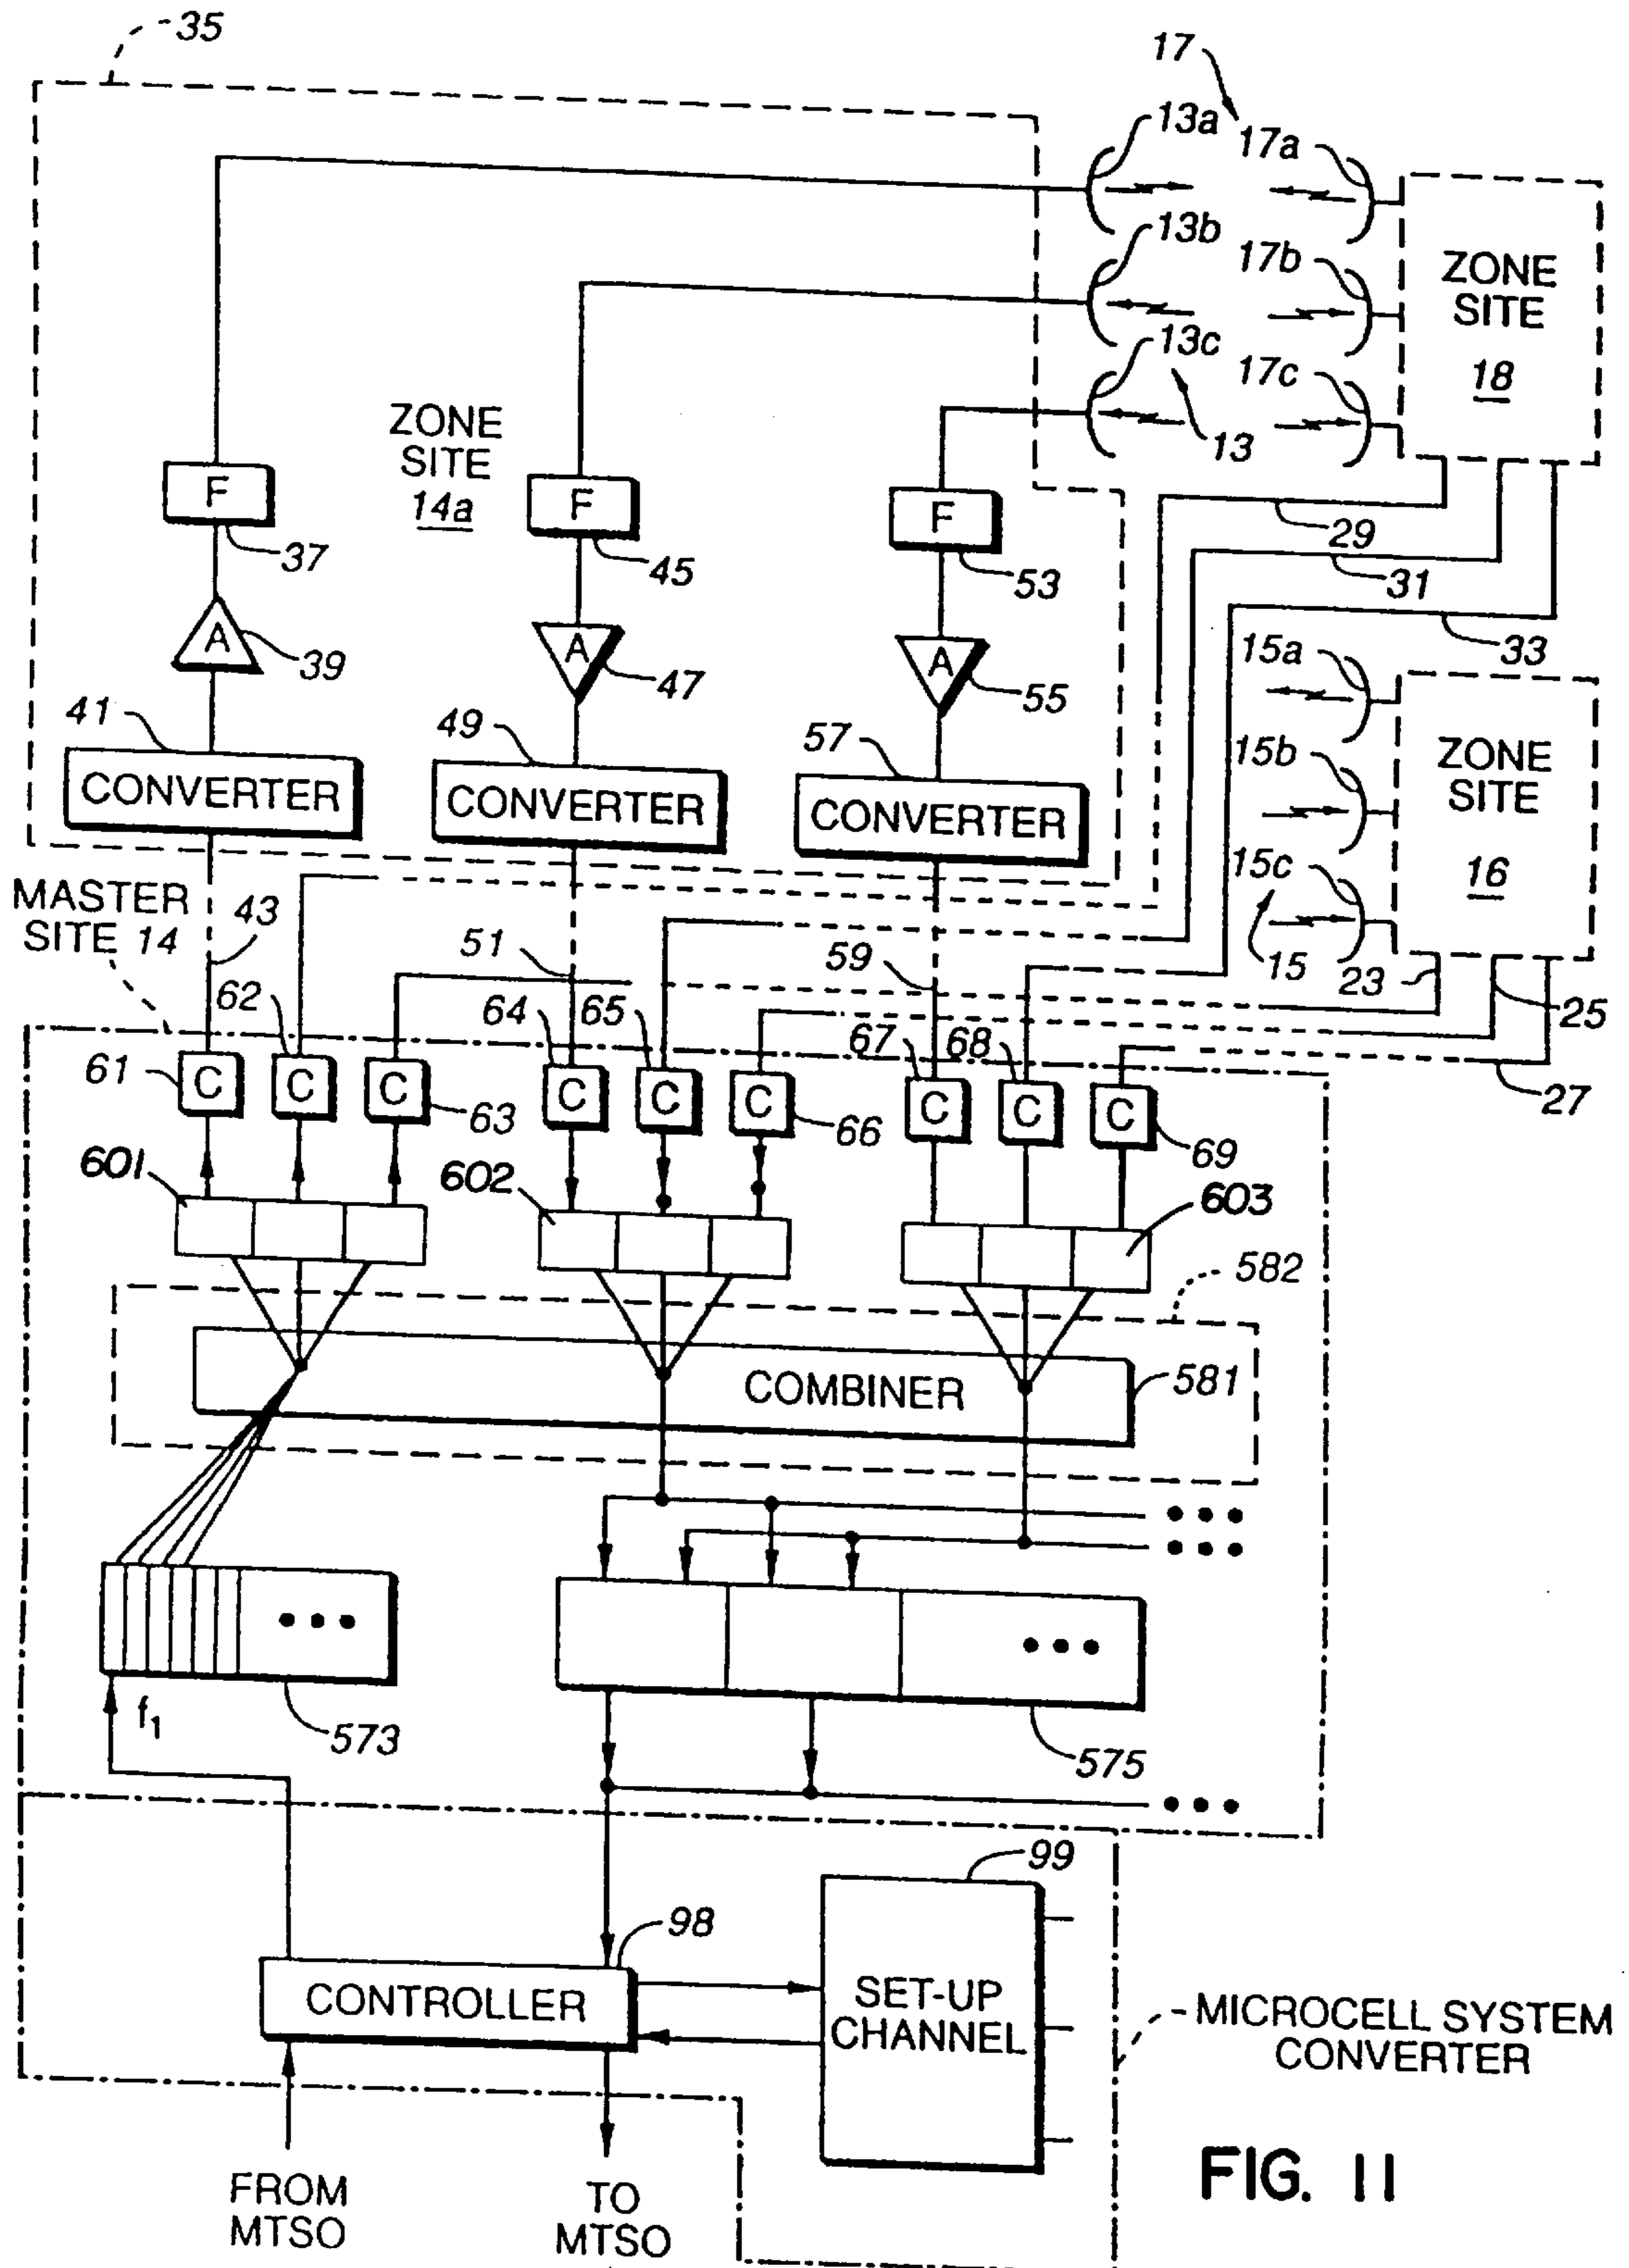 35
17
13a
17a
13b
17b
ZONE
SITE
18
13c
17c
13
ZONE
SITE
14a
F
F
F
37
45
53
29
31
33
A
39
A
47
A
55
15a
41
49
57
15b
ZONE
SITE
16
CONVERTER
CONVERTER
CONVERTER
15c
MASTER
SITE 14
43
51
59
15
23
25
62
64
65
67
68
61
C
C
C
63
C
C
C
66
C
C
C
69
27
601
602
603
582
COMBINER
581
f1
573
575
99
98
CONTROLLER
SET-UP
CHANNEL
MICROCELL SYSTEM
CONVERTER
FROM
MTSO
TO
MTSO
FIG. 11